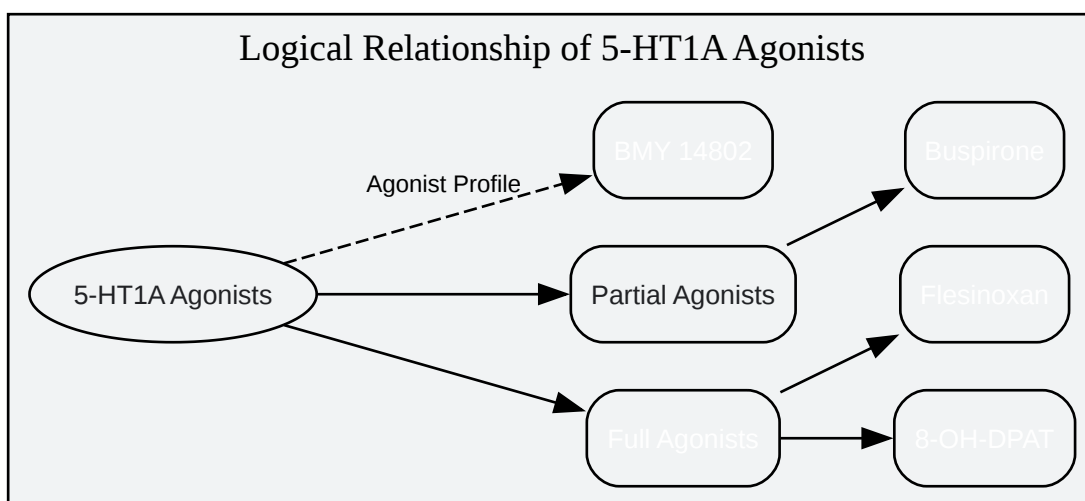 Logical Relationship of 5-HT1A Agonists
BMY 14802
Buspirone
Agonist Profile
5-HT1A Agonists
Partial Agonists
Flesinoxan
Full Agonists
8-OH-DPAT